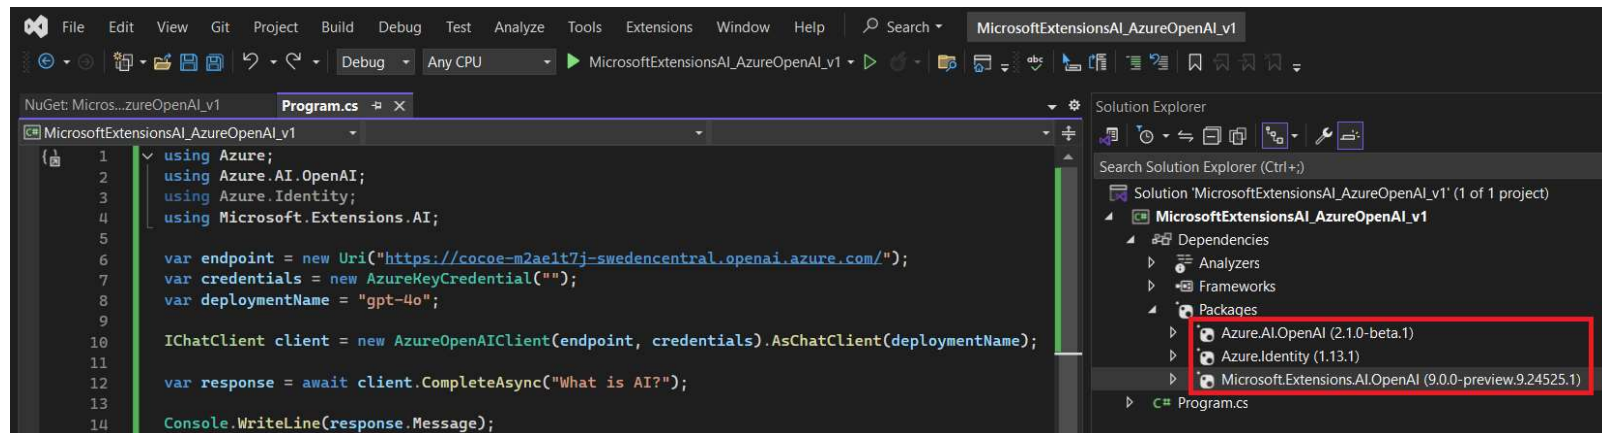 File Edit View Git Project Build Debug Test Analyze Tools Extensions Window Help Search MicrosoftExtensionsAI_AzureOpenAI_v1
Debug Any CPU MicrosoftExtensionsAI_AzureOpenAI_v1 abc
NuGet: Micros...zureOpenAI_v1 Program.cs
MicrosoftExtensionsAI_AzureOpenAI_v1
1 using Azure;
2 using Azure.AI.OpenAI;
3 using Azure.Identity;
4 using Microsoft.Extensions.AI;
5
6 var endpoint = new Uri("https://cocoe-m2ae1t7j-swedencentral.openai.azure.com/");
7 var credentials = new AzureKeyCredential("");
8 var deploymentName = "gpt-4o";
9
10 IChatClient client = new AzureOpenAIClient(endpoint, credentials).AsChatClient(deploymentName);
11
12 var response = await client.CompleteAsync("What is AI?");
13
14 Console.WriteLine(response.Message);
Solution Explorer
Search Solution Explorer (Ctrl+;)
Solution 'MicrosoftExtensionsAI_AzureOpenAI_v1' (1 of 1 project)
C# MicrosoftExtensionsAI_AzureOpenAI_v1
Dependencies
Analyzers
Frameworks
Packages
Azure.AI.OpenAI (2.1.0-beta.1)
Azure.Identity (1.13.1)
Microsoft.Extensions.AI.OpenAI (9.0.0-preview.9.24525.1)
C# Program.cs